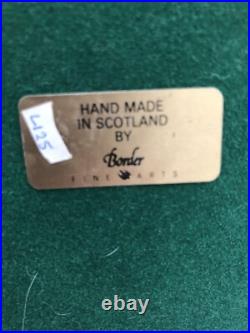 HAND MADE
IN SCOTLAND
BY
Border
FINE ARTS
425